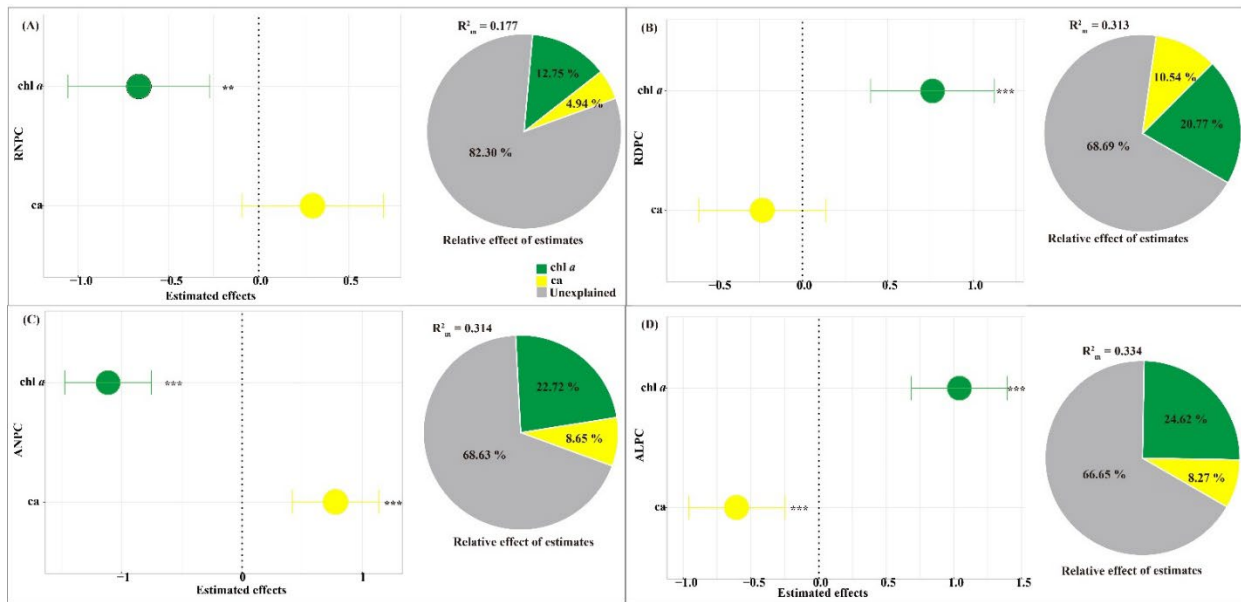 (A)
R²m = 0.177
chl a
**
12.75 %
4.94 %
82.30 %
RNPC
ca
Relative effect of estimates
−1.0
−0.5
0.0
0.5
Estimated effects
chl a
ca
Unexplained
(B)
R²m = 0.313
chl a
***
10.54 %
20.77 %
68.69 %
RDPC
ca
Relative effect of estimates
−0.5
0.0
0.5
1.0
Estimated effects
(C)
R²m = 0.314
chl a
***
22.72 %
8.65 %
68.63 %
ANPC
ca
***
Relative effect of estimates
−1
0
1
Estimated effects
(D)
R²m = 0.334
chl a
***
24.62 %
8.27 %
66.65 %
ALPC
ca
***
Relative effect of estimates
−1.0
−0.5
0.0
0.5
1.0
1.5
Estimated effects